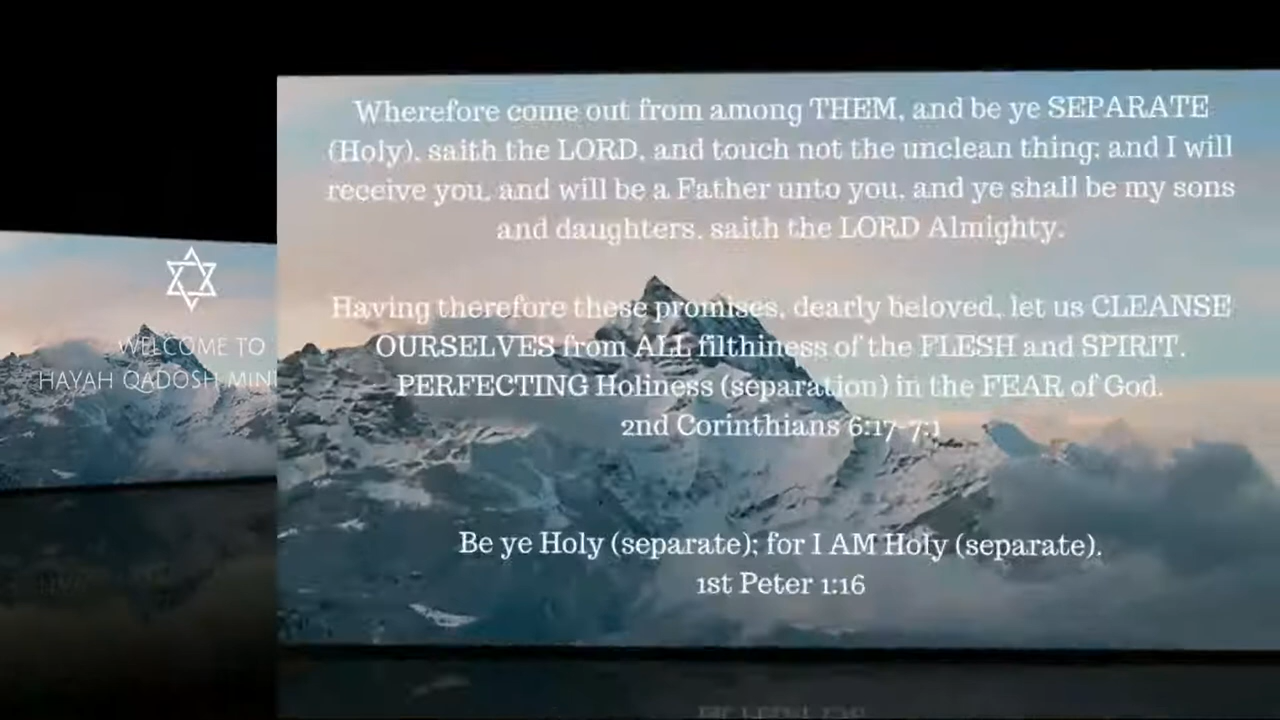 WELCOME TO
HAYAH QADOSH MIN
Wherefore come out from among THEM, and be ye SEPARATE
(Holy), saith the LORD, and touch not the unclean thing; and I will
receive you, and will be a Father unto you, and ye shall be my sons
and daughters, saith the LORD Almighty.
Having therefore these promises, dearly beloved, let us CLEANSE
OURSELVES from ALL filthiness of the FLESH and SPIRIT,
PERFECTING Holiness (separation) in the FEAR of God.
2nd Corinthians 6:17-7:1
Be ye Holy (separate); for I AM Holy (separate).
1st Peter 1:16